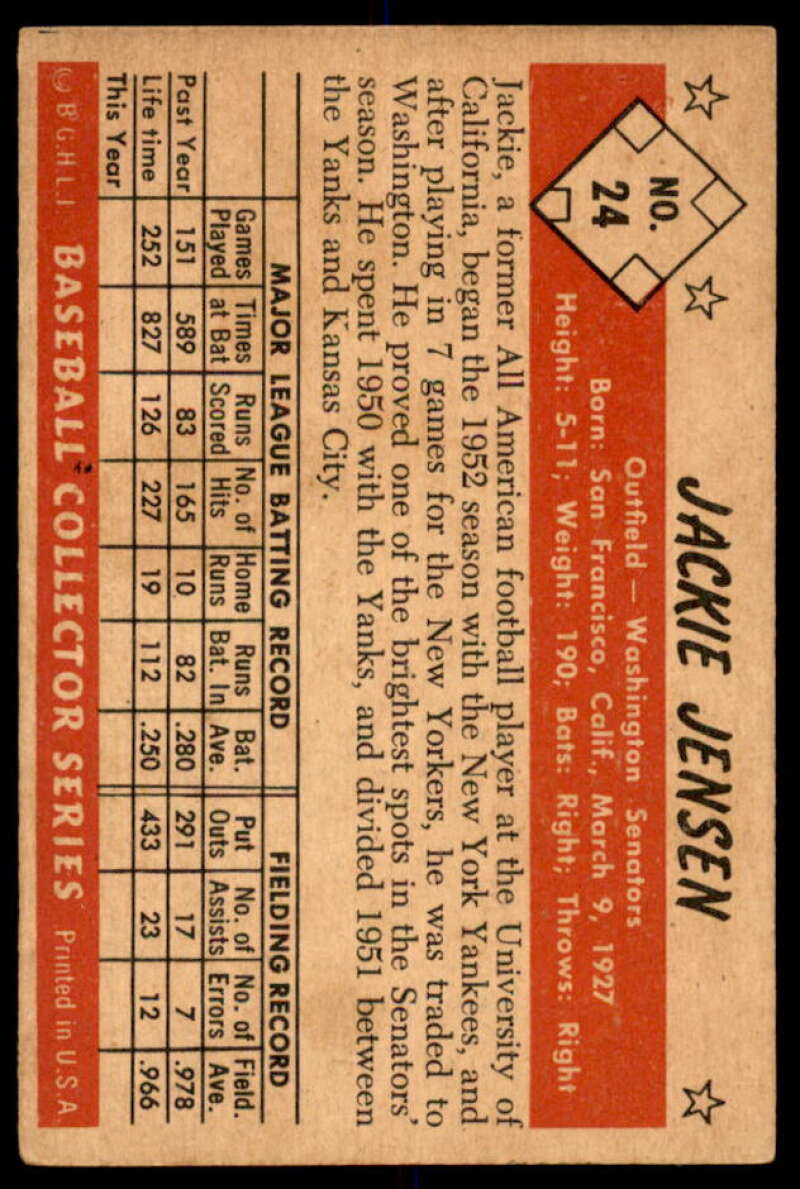 JACKIE JENSEN
NO.
24
Outfield — Washington Senators
Born: San Francisco, Calif., March 9, 1927
Height: 5-11; Weight: 190; Bats: Right; Throws: Right
Jackie, a former All American football player at the University of
California, began the 1952 season with the New York Yankees, and
after playing in 7 games for the New Yorkers, he was traded to
Washington. He proved one of the brightest spots in the Senators'
season. He spent 1950 with the Yanks, and divided 1951 between
the Yanks and Kansas City.
MAJOR LEAGUE BATTING RECORD FIELDING RECORD
Games Times Runs No. of Home Runs Bat. Put No. of No. of Field.
Played at Bat Scored Hits Runs Bat. In Ave. Outs Assists Errors Ave.
Past Year 151 589 83 165 10 82 .280 291 17 7 .978
Life time 252 827 126 227 19 112 .250 433 23 12 .966
This Year
© B.G.H.L.I. BASEBALL COLLECTOR SERIES Printed in U.S.A.